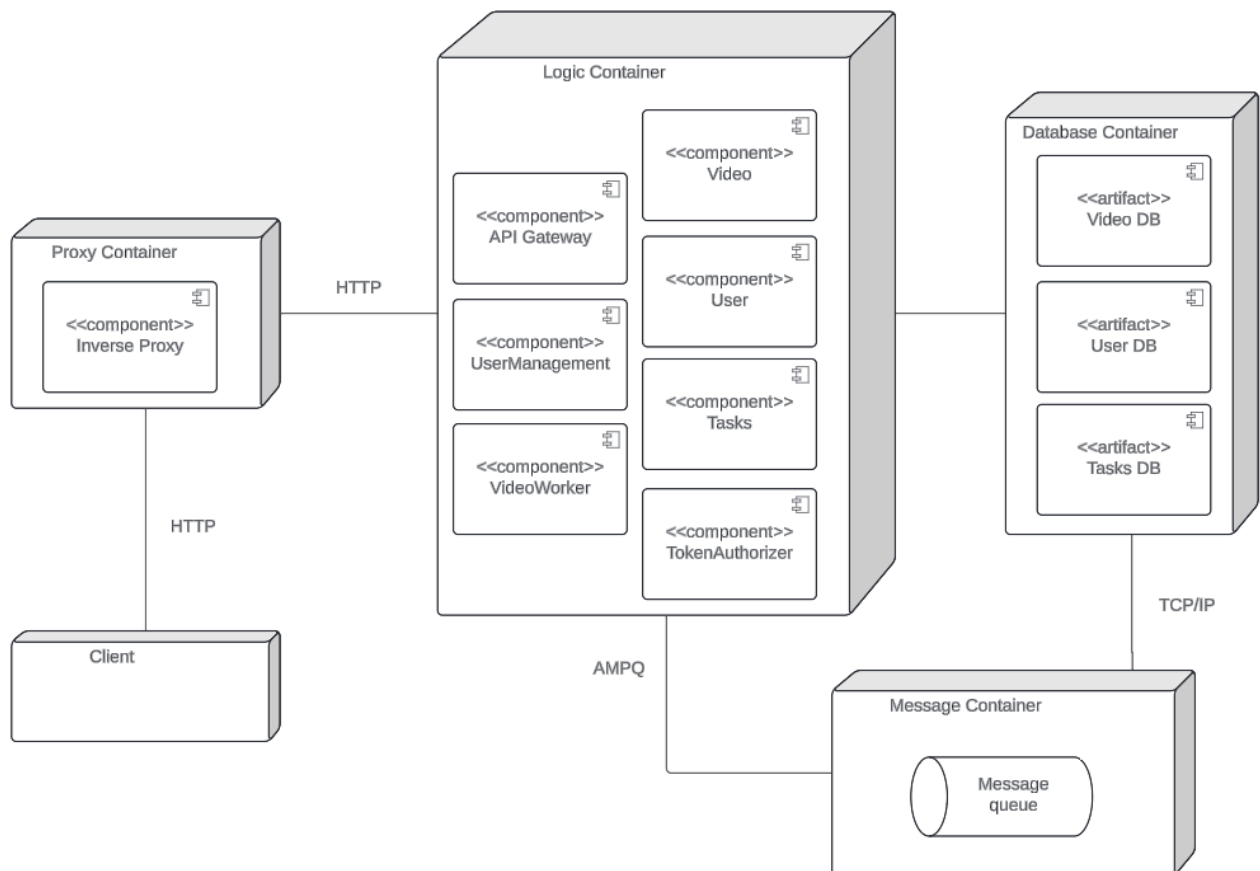 Logic Container
<<component>>
Video
Database Container
<<component>>
API Gateway
<<artifact>>
Video DB
Proxy Container
<<component>>
User
HTTP
<<component>>
Inverse Proxy
<<component>>
UserManagement
<<artifact>>
User DB
<<component>>
Tasks
<<component>>
VideoWorker
<<artifact>>
Tasks DB
HTTP
<<component>>
TokenAuthorizer
TCP/IP
Client
AMPQ
Message Container
Message
queue